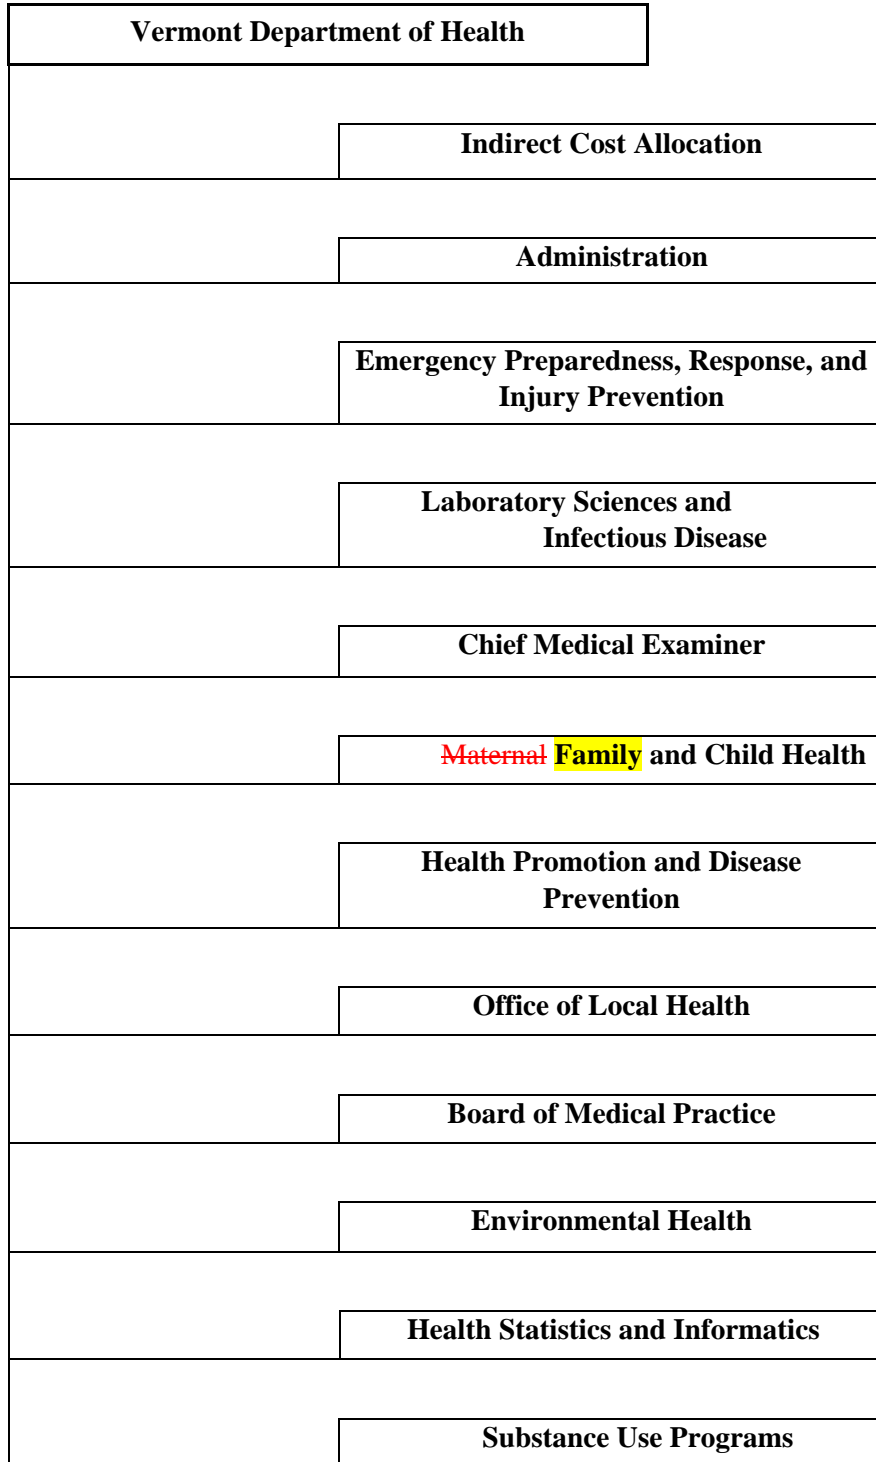 Vermont Department of Health
Indirect Cost Allocation
Administration
Emergency Preparedness, Response, and
Injury Prevention
Laboratory Sciences and
Infectious Disease
Chief Medical Examiner
Maternal Family and Child Health
Health Promotion and Disease
Prevention
Office of Local Health
Board of Medical Practice
Environmental Health
Health Statistics and Informatics
Substance Use Programs